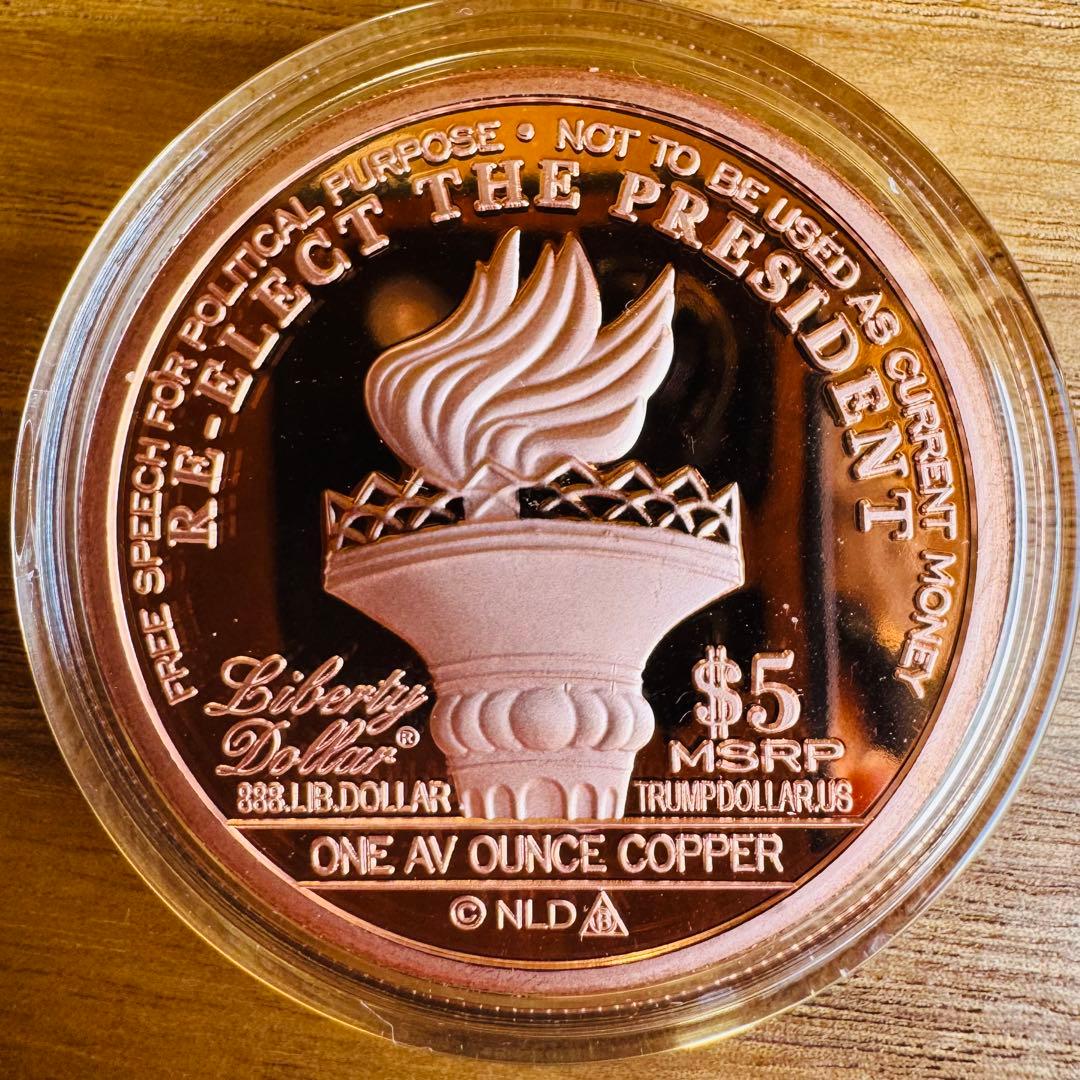 FREE SPEECH FOR POLITICAL PURPOSE • NOT TO BE USED AS CURRENT MONEY
RE-ELECT THE PRESIDENT
Liberty
Dollar®
$5
MSRP
888.LIB.DOLLAR
TRUMPDOLLAR.US
ONE AV OUNCE COPPER
© NLD